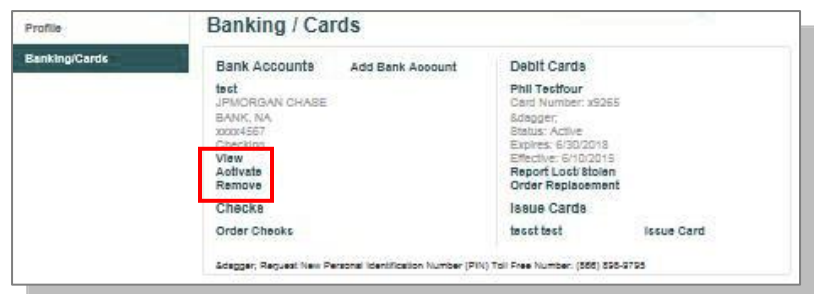 Profile
Banking/Cards
Banking / Cards
Bank Accounts Add Bank Account
test
JPMORGAN CHASE
BANK, NA
xxxx4567
Checking
View
Activate
Remove
Checks
Order Checks
Debit Cards
Phil Testfour
Card Number: x9265
&dagger;
Status: Active
Expires: 6/30/2018
Effective: 6/10/2015
Report Lost/Stolen
Order Replacement
Issue Cards
tesst test Issue Card
&dagger; Request New Personal Identification Number (PIN) Toll Free Number: (866) 898-9795